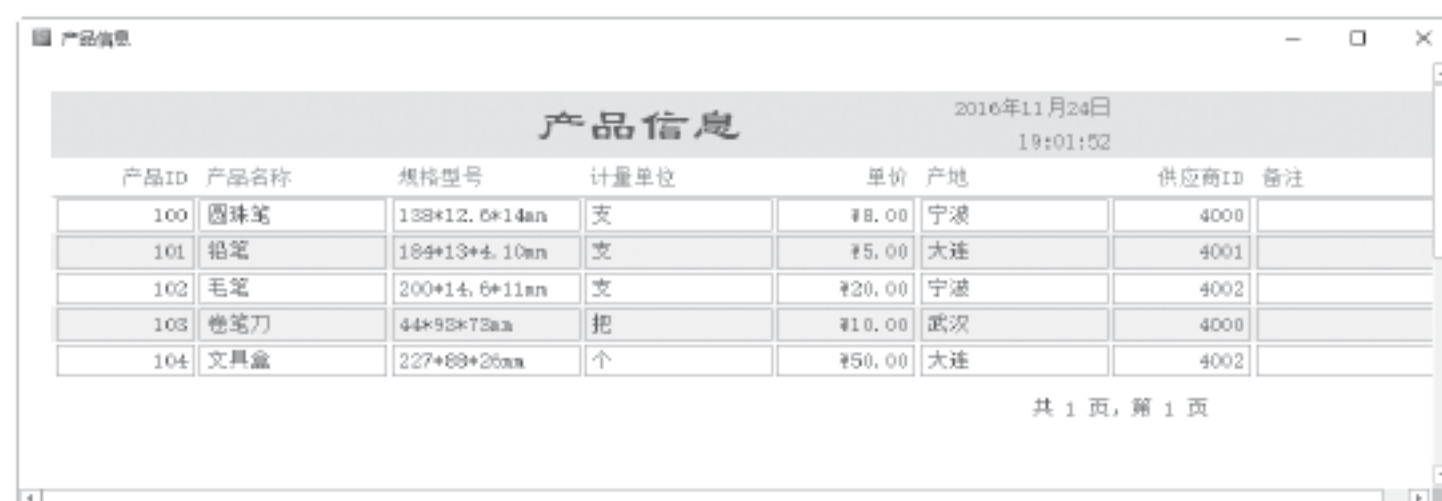 产品信息
产品信息 2016年11月24日
19:01:52
产品ID 产品名称 规格型号 计量单位 单价 产地 供应商ID 备注
100 圆珠笔 138*12.6*14mm 支 ¥8.00 宁波 4000
101 铅笔 184*13*4.10mm 支 ¥5.00 大连 4001
102 毛笔 200*14.6*11mm 支 ¥20.00 宁波 4002
103 卷笔刀 44*93*73mm 把 ¥10.00 武汉 4000
104 文具盒 227*88*26mm 个 ¥50.00 大连 4002
共 1 页, 第 1 页